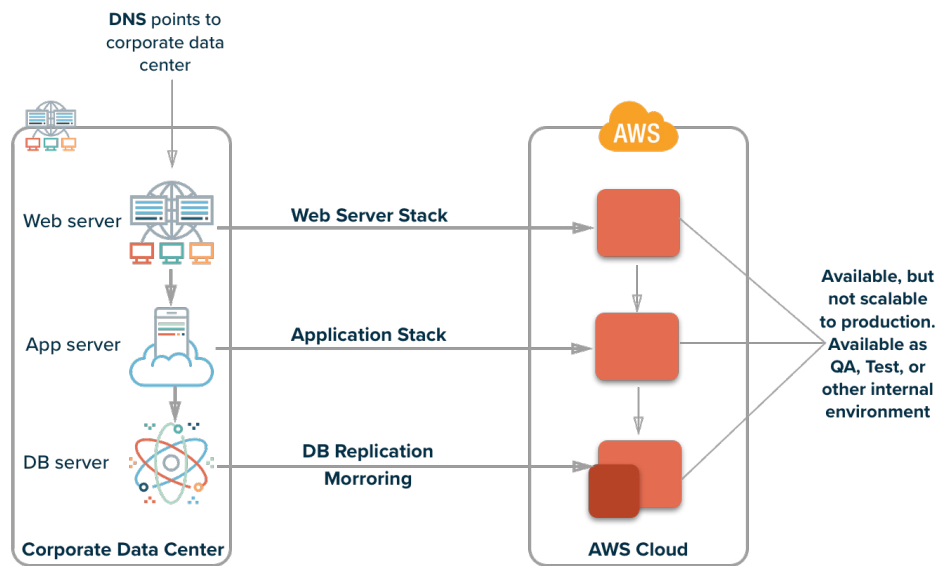 DNS points to
corporate data
center
AWS
Web server
Web Server Stack
App server
Application Stack
DB server
DB Replication
Morroring
Available, but
not scalable
to production.
Available as
QA, Test, or
other internal
environment
Corporate Data Center
AWS Cloud